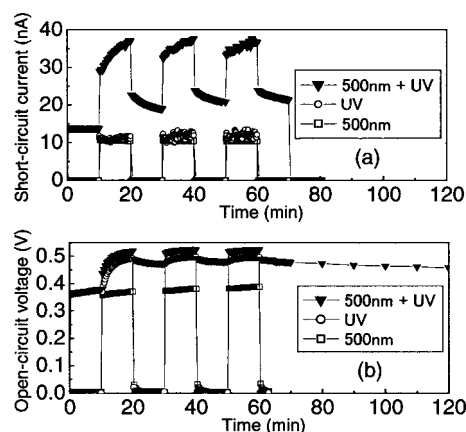 Short-circuit current (nA)
40
30
20
10
0
500nm + UV
UV
500nm
(a)
0 20 40 60 80 100 120
Time (min)
Open-circuit voltage (V)
0.5
0.4
0.3
0.2
0.1
0.0
500nm + UV
UV
500nm
(b)
0 20 40 60 80 100 120
Time (min)